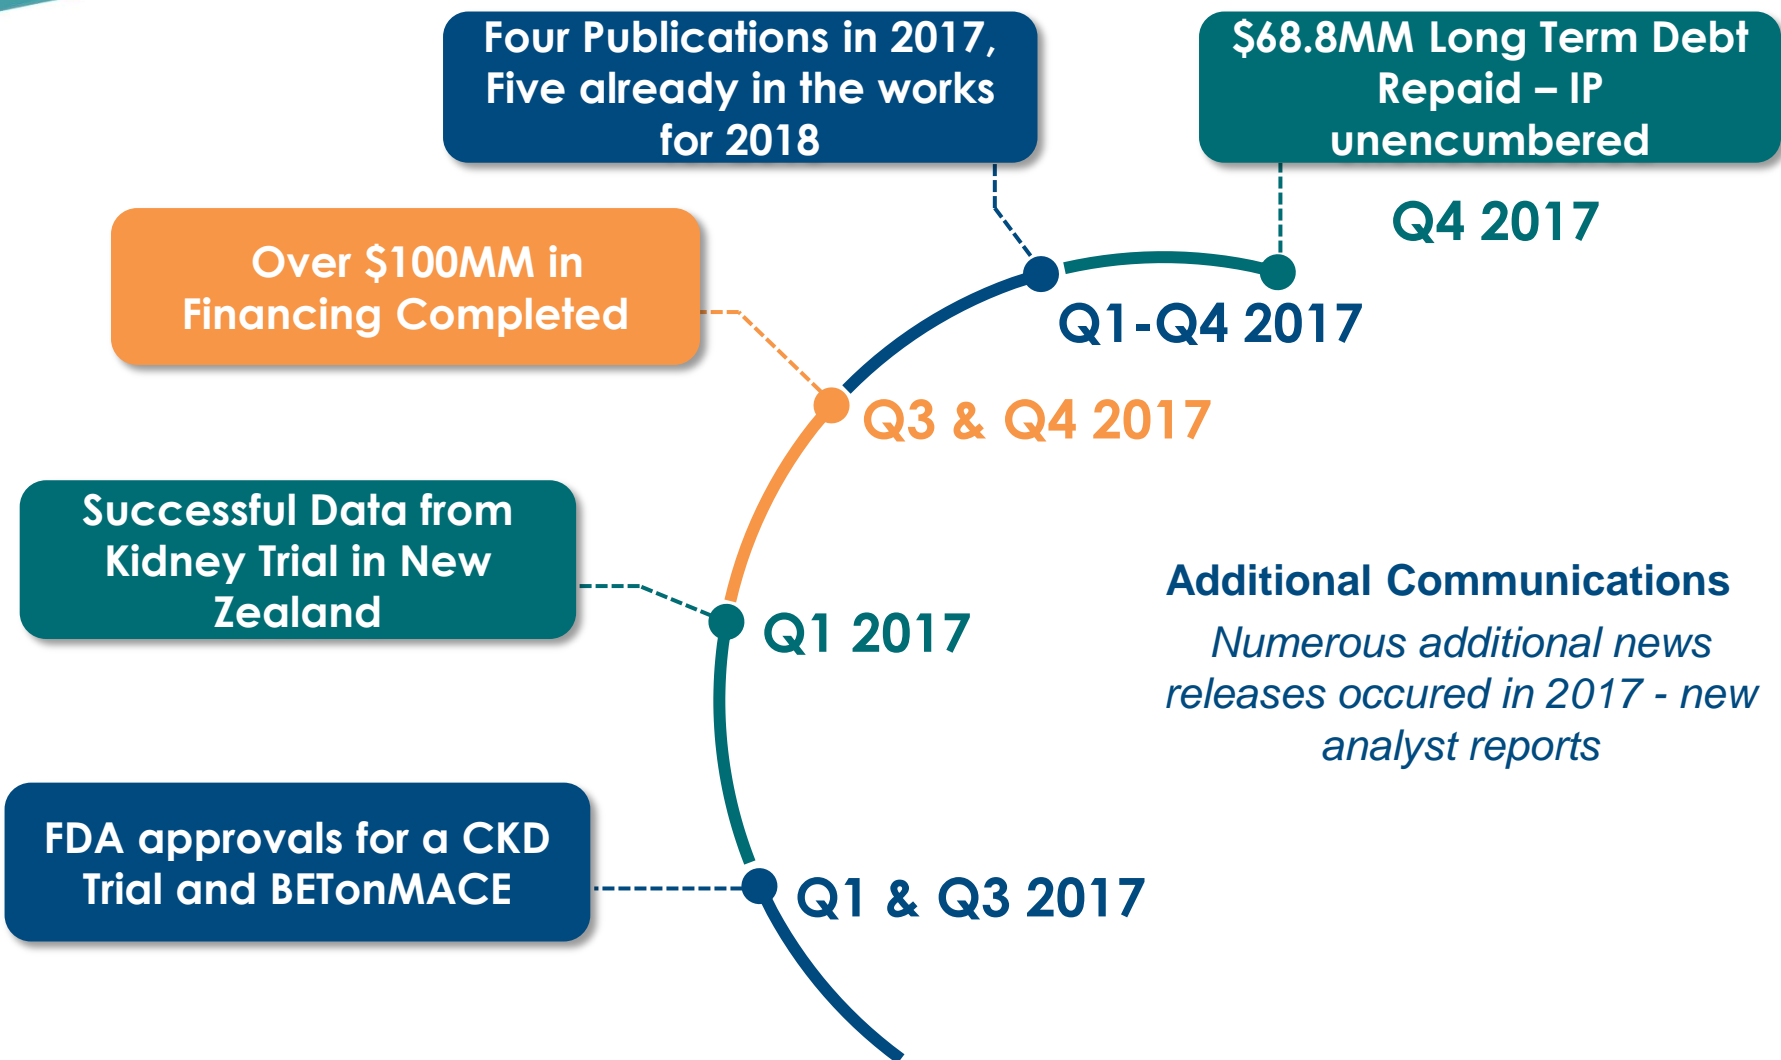 Four Publications in 2017,
Five already in the works
for 2018
$68.8MM Long Term Debt
Repaid – IP
unencumbered
Q4 2017
Over $100MM in
Financing Completed
Q1-Q4 2017
Q3 & Q4 2017
Successful Data from
Kidney Trial in New
Zealand
Q1 2017
Additional Communications
Numerous additional news
releases occured in 2017 - new
analyst reports
FDA approvals for a CKD
Trial and BETonMACE
Q1 & Q3 2017